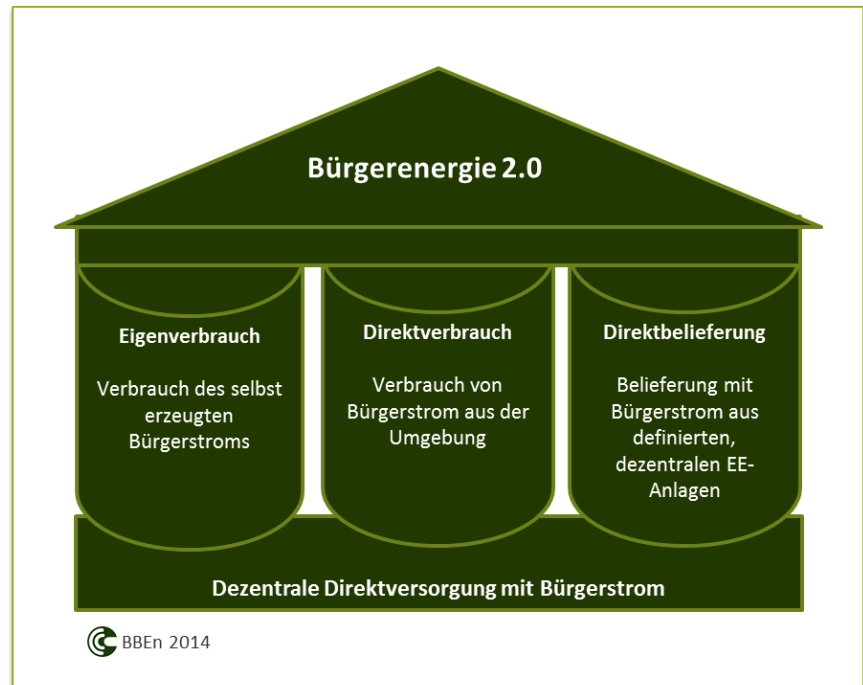 Bürgerenergie 2.0
Eigenverbrauch
Verbrauch des selbst
erzeugten
Bürgerstroms
Direktverbrauch
Verbrauch von
Bürgerstrom aus der
Umgebung
Direktbelieferung
Belieferung mit
Bürgerstrom aus
definierten,
dezentralen EE-
Anlagen
Dezentrale Direktversorgung mit Bürgerstrom
BBEn 2014